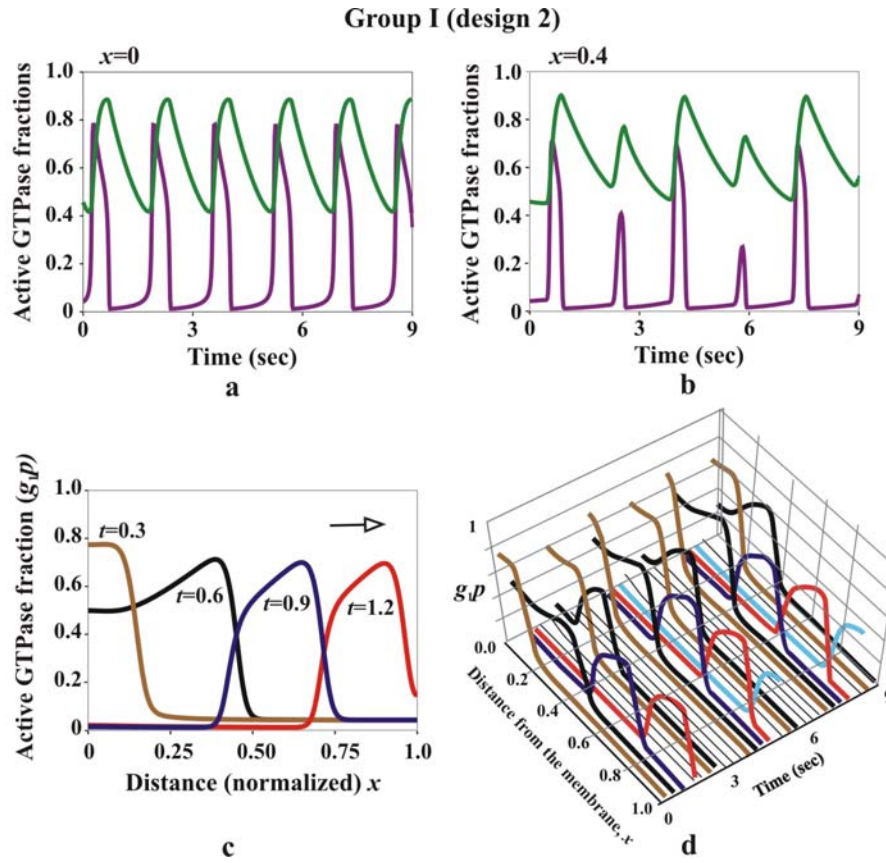 Group I (design 2)
x=0
Active GTPase fractions
1.0
0.8
0.6
0.4
0.2
0
0
3
6
9
Time (sec)
a
x=0.4
Active GTPase fractions
1.0
0.8
0.6
0.4
0.2
0
0
3
6
9
Time (sec)
b
Active GTPase fraction (g₁p)
1.0
0.8
0.6
0.4
0.2
0
t=0.3
t=0.6
t=0.9
t=1.2
0
0.25
0.50
0.75
1.0
Distance (normalized) x
c
1
g₁p
0.0
0.2
0.4
0.6
0.8
1.0
Distance from the membrane, x
0
3
6
9
Time (sec)
d